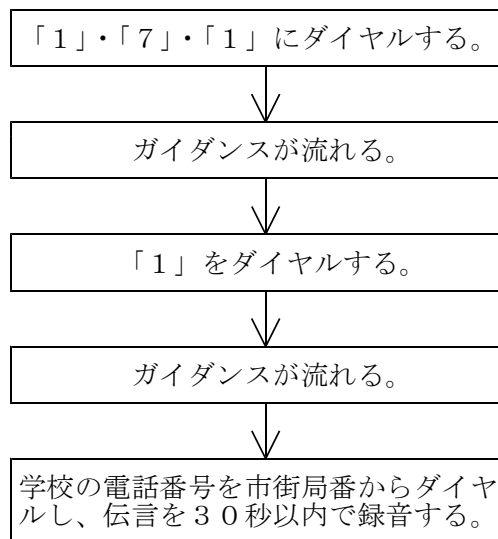 「１」・「７」・「１」にダイヤルする。
ガイダンスが流れる。
「１」をダイヤルする。
ガイダンスが流れる。
学校の電話番号を市街局番からダイヤ
ルし、伝言を３０秒以内で録音する。